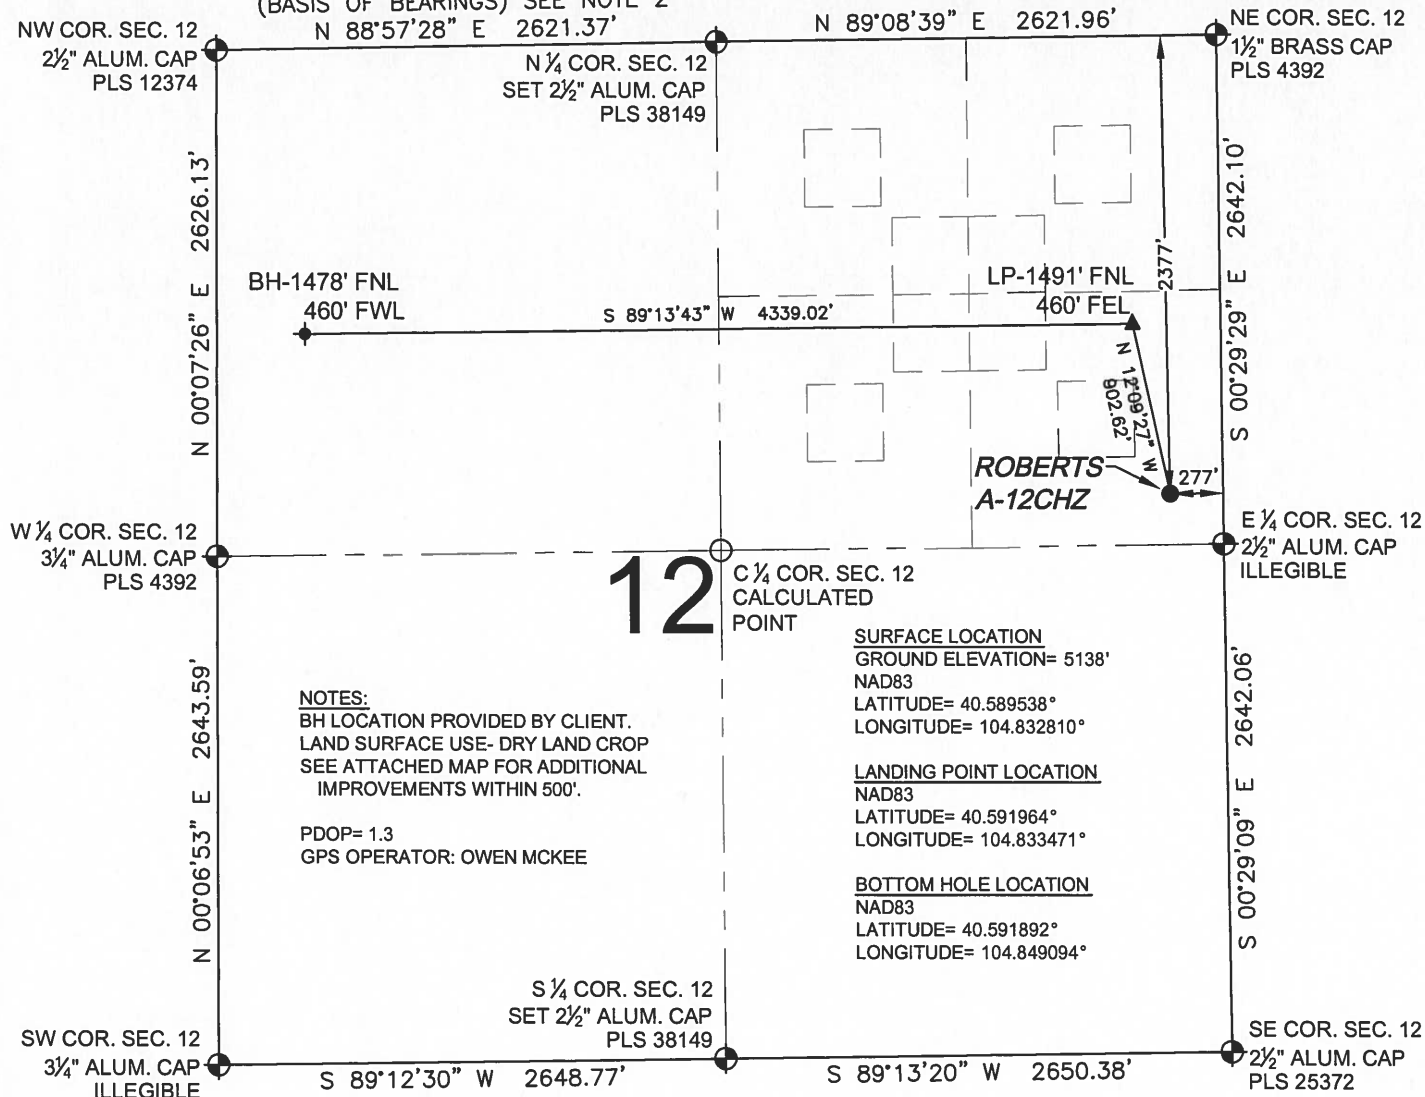 (BASIS OF BEARINGS) SEE NOTE 2
N 88°57'28" E 2621.37'
N 89°08'39" E 2621.96'
NW COR. SEC. 12
2½" ALUM. CAP
PLS 12374
N ¼ COR. SEC. 12
SET 2½" ALUM. CAP
PLS 38149
NE COR. SEC. 12
1½" BRASS CAP
PLS 4392
N 00°07'26" E 2626.13'
S 00°29'29" E 2642.10'
2377'
BH-1478' FNL
460' FWL
S 89°13'43" W 4339.02'
LP-1491' FNL
460' FEL
N 12°09'27" W
902.62'
ROBERTS
A-12CHZ
277'
W ¼ COR. SEC. 12
3¼" ALUM. CAP
PLS 4392
12
C ¼ COR. SEC. 12
CALCULATED
POINT
E ¼ COR. SEC. 12
2½" ALUM. CAP
ILLEGIBLE
N 00°06'53" E 2643.59'
S 00°29'09" E 2642.06'
NOTES:
BH LOCATION PROVIDED BY CLIENT.
LAND SURFACE USE- DRY LAND CROP
SEE ATTACHED MAP FOR ADDITIONAL
IMPROVEMENTS WITHIN 500'.
PDOP= 1.3
GPS OPERATOR: OWEN MCKEE
SURFACE LOCATION
GROUND ELEVATION= 5138'
NAD83
LATITUDE= 40.589538°
LONGITUDE= 104.832810°
LANDING POINT LOCATION
NAD83
LATITUDE= 40.591964°
LONGITUDE= 104.833471°
BOTTOM HOLE LOCATION
NAD83
LATITUDE= 40.591892°
LONGITUDE= 104.849094°
SW COR. SEC. 12
3¼" ALUM. CAP
ILLEGIBLE
S ¼ COR. SEC. 12
SET 2½" ALUM. CAP
PLS 38149
SE COR. SEC. 12
2½" ALUM. CAP
PLS 25372
S 89°12'30" W 2648.77'
S 89°13'20" W 2650.38'